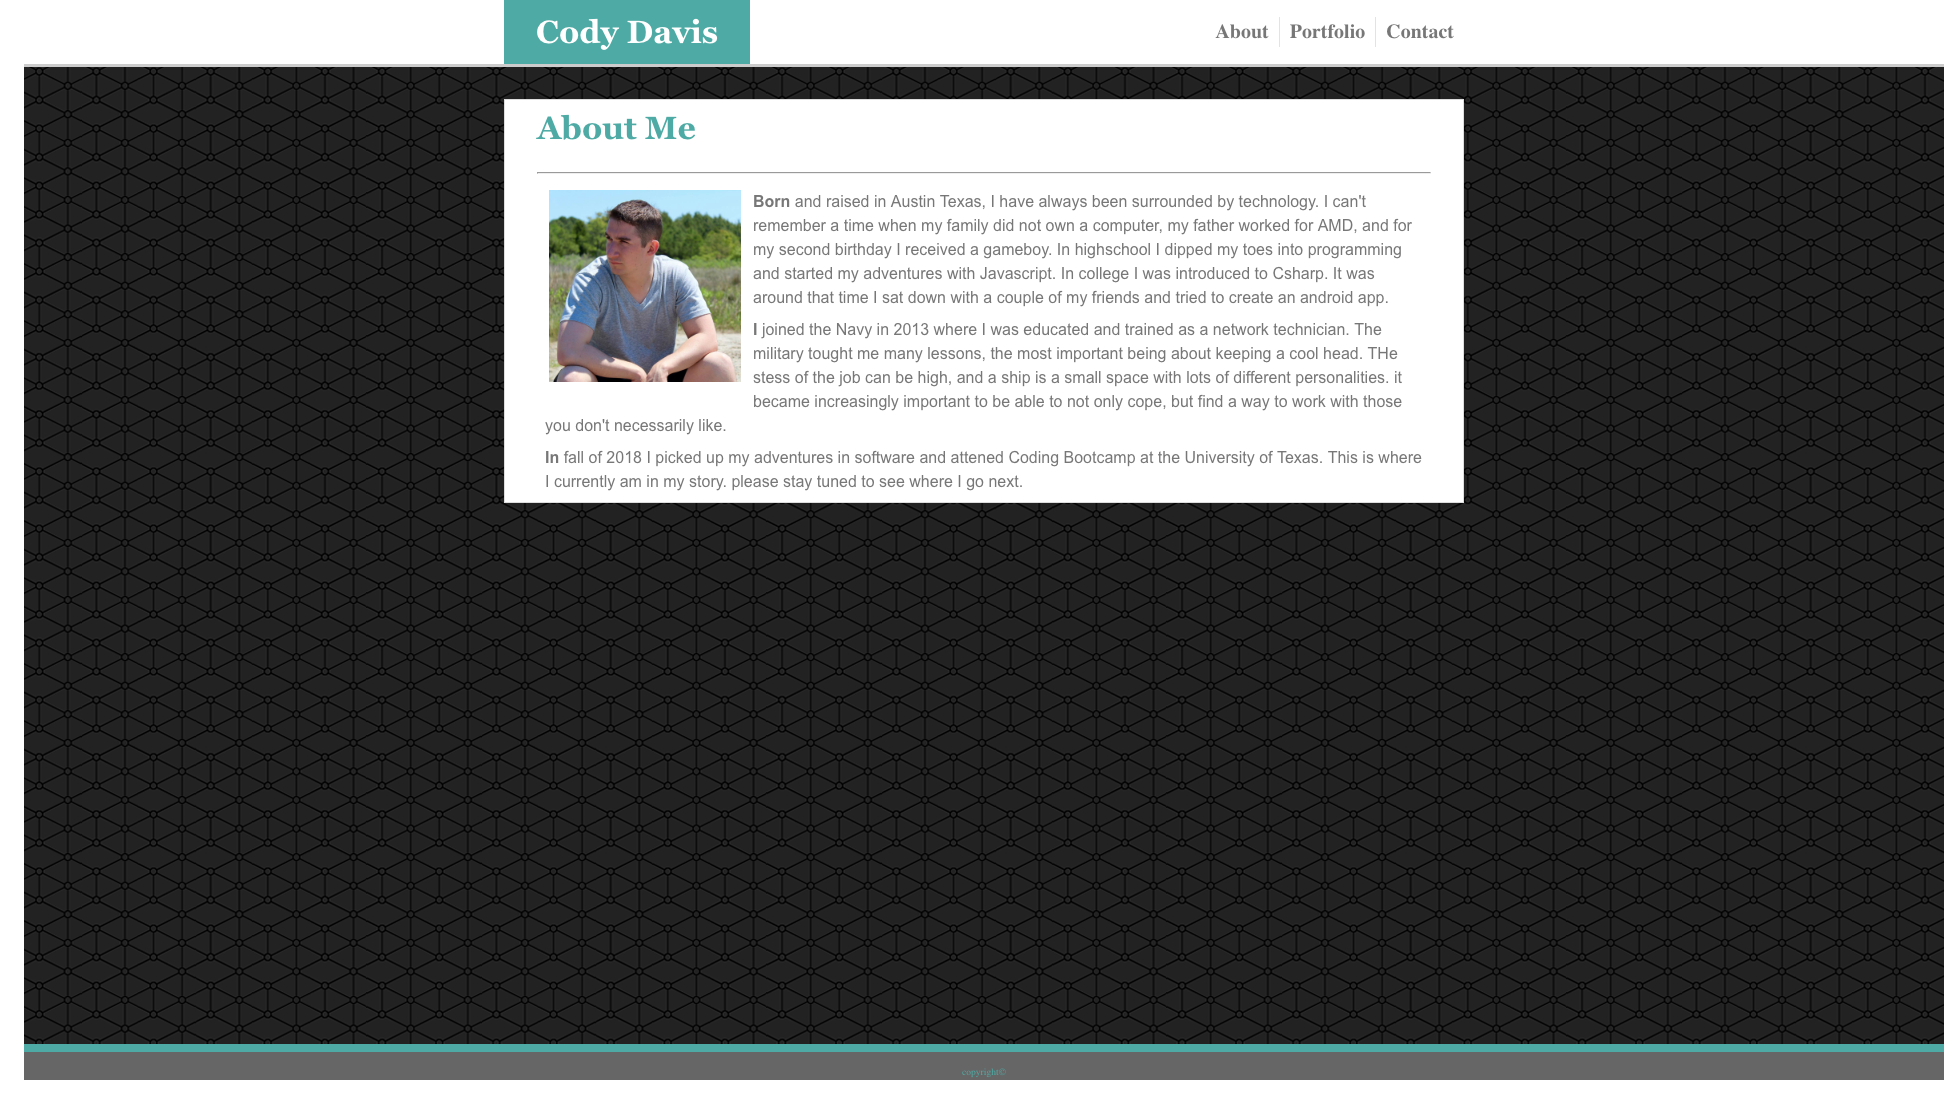 Cody Davis
About
Portfolio
Contact
About Me
Born and raised in Austin Texas, I have always been surrounded by technology. I can't
remember a time when my family did not own a computer, my father worked for AMD, and for
my second birthday I received a gameboy. In highschool I dipped my toes into programming
and started my adventures with Javascript. In college I was introduced to Csharp. It was
around that time I sat down with a couple of my friends and tried to create an android app.
I joined the Navy in 2013 where I was educated and trained as a network technician. The
military tought me many lessons, the most important being about keeping a cool head. THe
stess of the job can be high, and a ship is a small space with lots of different personalities. it
became increasingly important to be able to not only cope, but find a way to work with those
you don't necessarily like.
In fall of 2018 I picked up my adventures in software and attened Coding Bootcamp at the University of Texas. This is where
I currently am in my story. please stay tuned to see where I go next.
copyright©